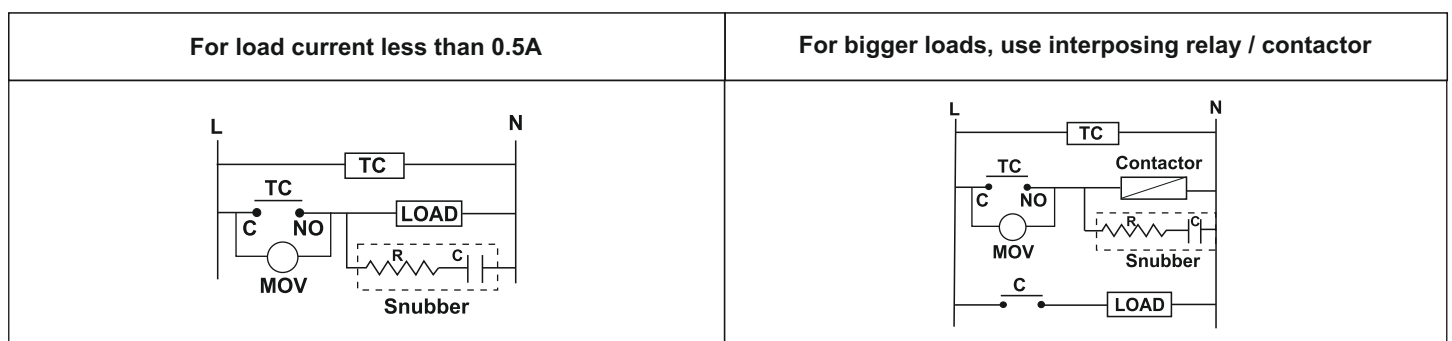 For load current less than 0.5A
For bigger loads, use interposing relay / contactor
L N
TC
TC
C NO LOAD
MOV
R C
Snubber
L N
TC
TC Contactor
C NO
R C
MOV Snubber
C
LOAD